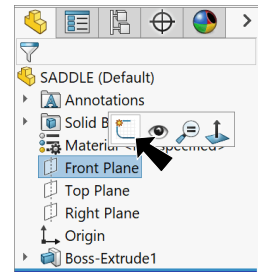 SADDLE (Default)
Annotations
Solid B
Material
Front Plane
Top Plane
Right Plane
Origin
Boss-Extrude1